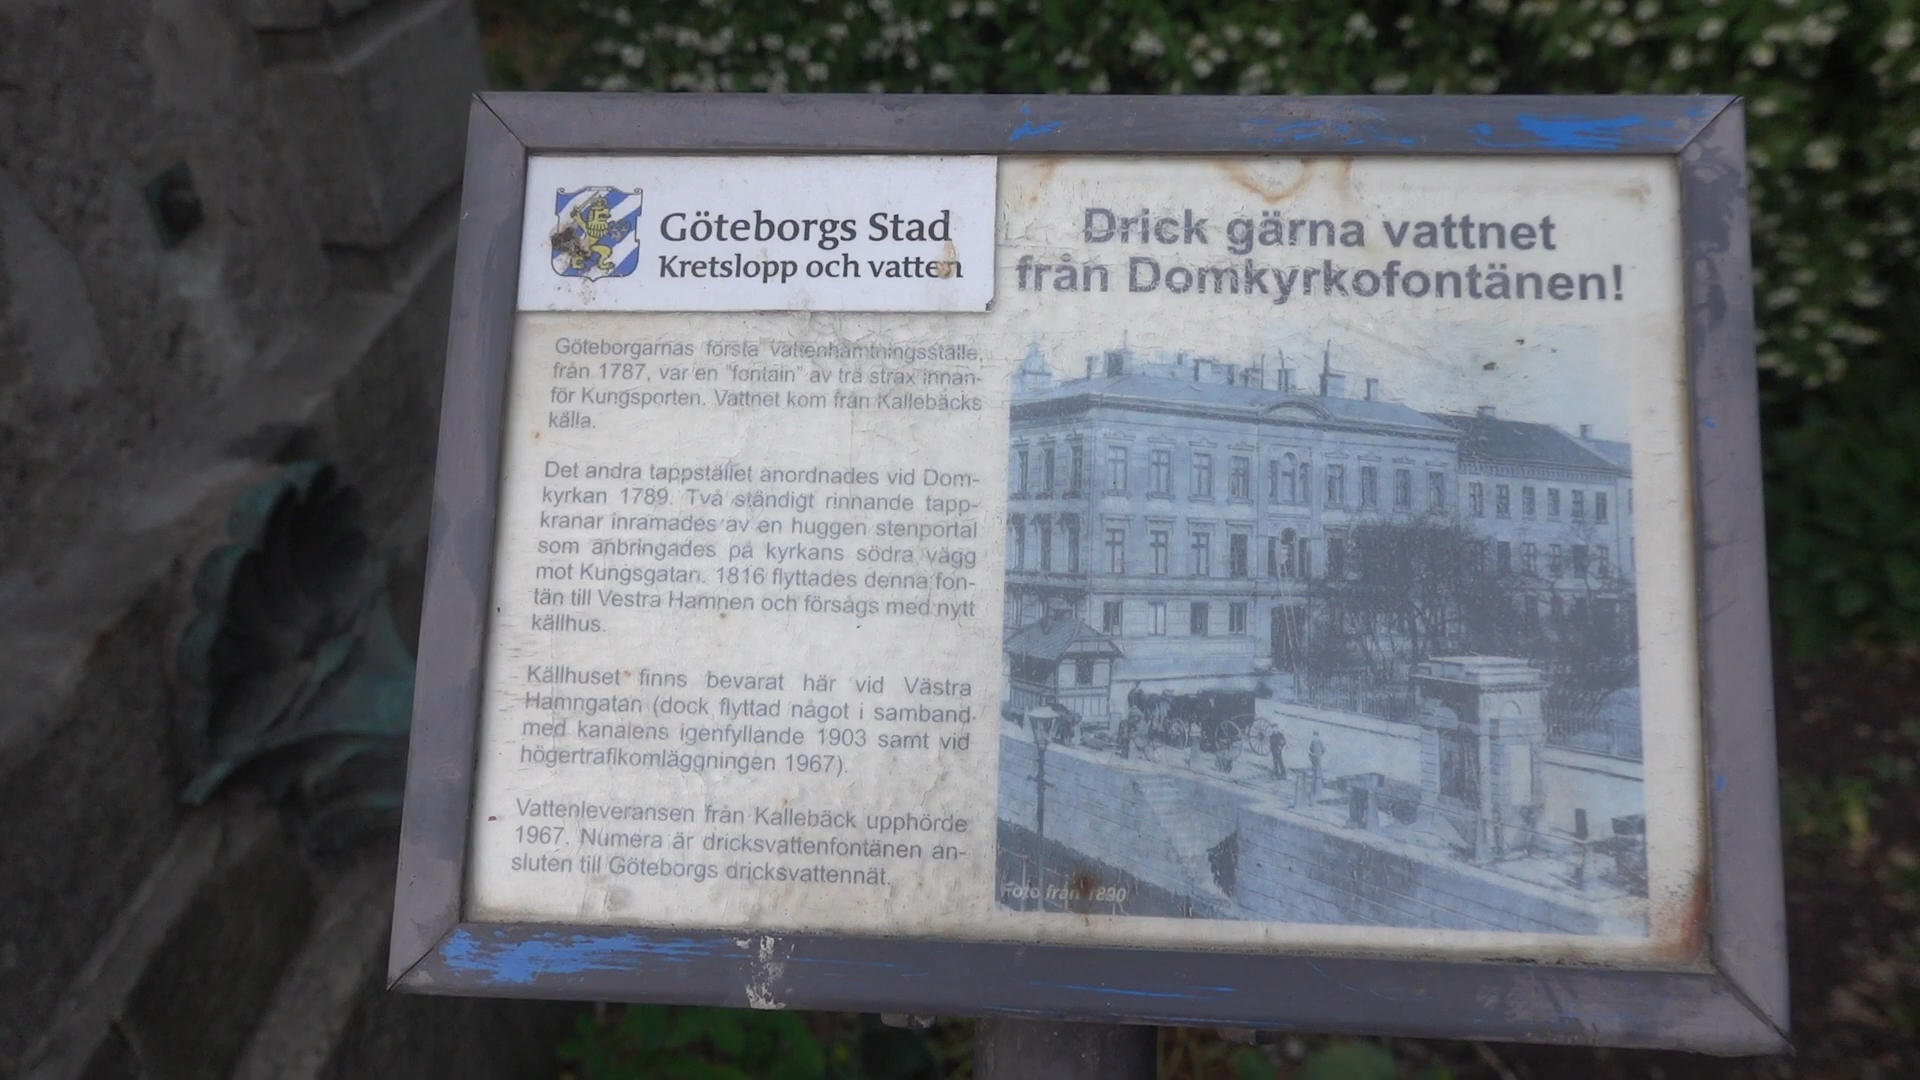 Göteborgs Stad
Kretslopp och vatten
Drick gärna vattnet
från Domkyrkofontänen!
Göteborgarnas första vattenhämtningsställe,
från 1787, var en "fontain" av trä strax innan-
för Kungsporten. Vattnet kom från Kallebäcks
källa.
Det andra tappstället anordnades vid Dom-
kyrkan 1789. Två ständigt rinnande tapp-
kranar inramades av en huggen stenportal
som anbringades på kyrkans södra vägg
mot Kungsgatan. 1816 flyttades denna fon-
tän till Vestra Hamnen och försågs med nytt
källhus.
Källhuset finns bevarat här vid Västra
Hamngatan (dock flyttad något i samband
med kanalens igenfyllande 1903 samt vid
högertrafikomläggningen 1967).
Vattenleveransen från Kallebäck upphörde
1967. Numera är dricksvattenfontänen an-
sluten till Göteborgs dricksvattennät.
Foto från 1890